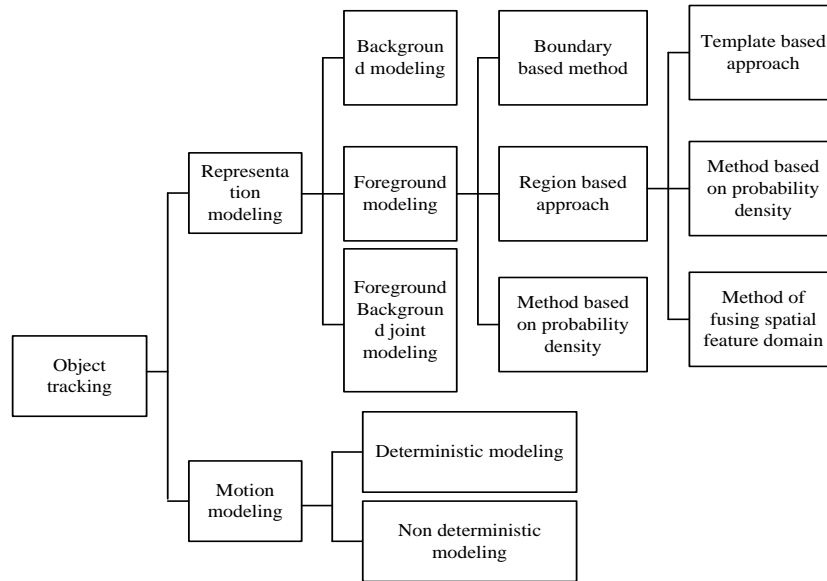 Backgroun
d modeling
Boundary
based method
Template based
approach
Representa
tion
modeling
Foreground
modeling
Region based
approach
Method based
on probability
density
Foreground
Backgroun
d joint
modeling
Method based
on probability
density
Method of
fusing spatial
feature domain
Object
tracking
Motion
modeling
Deterministic modeling
Non deterministic
modeling